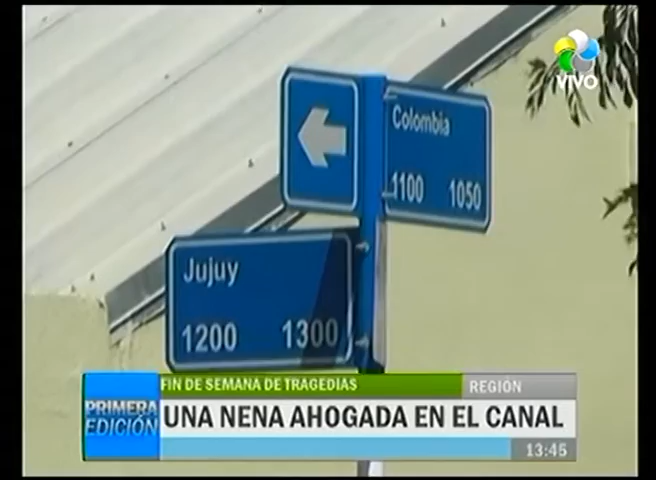 VIVO
Colombia
1100 1050
Jujuy
1200 1300
FIN DE SEMANA DE TRAGEDIAS
REGIÓN
PRIMERA
EDICIÓN
UNA NENA AHOGADA EN EL CANAL
13:45